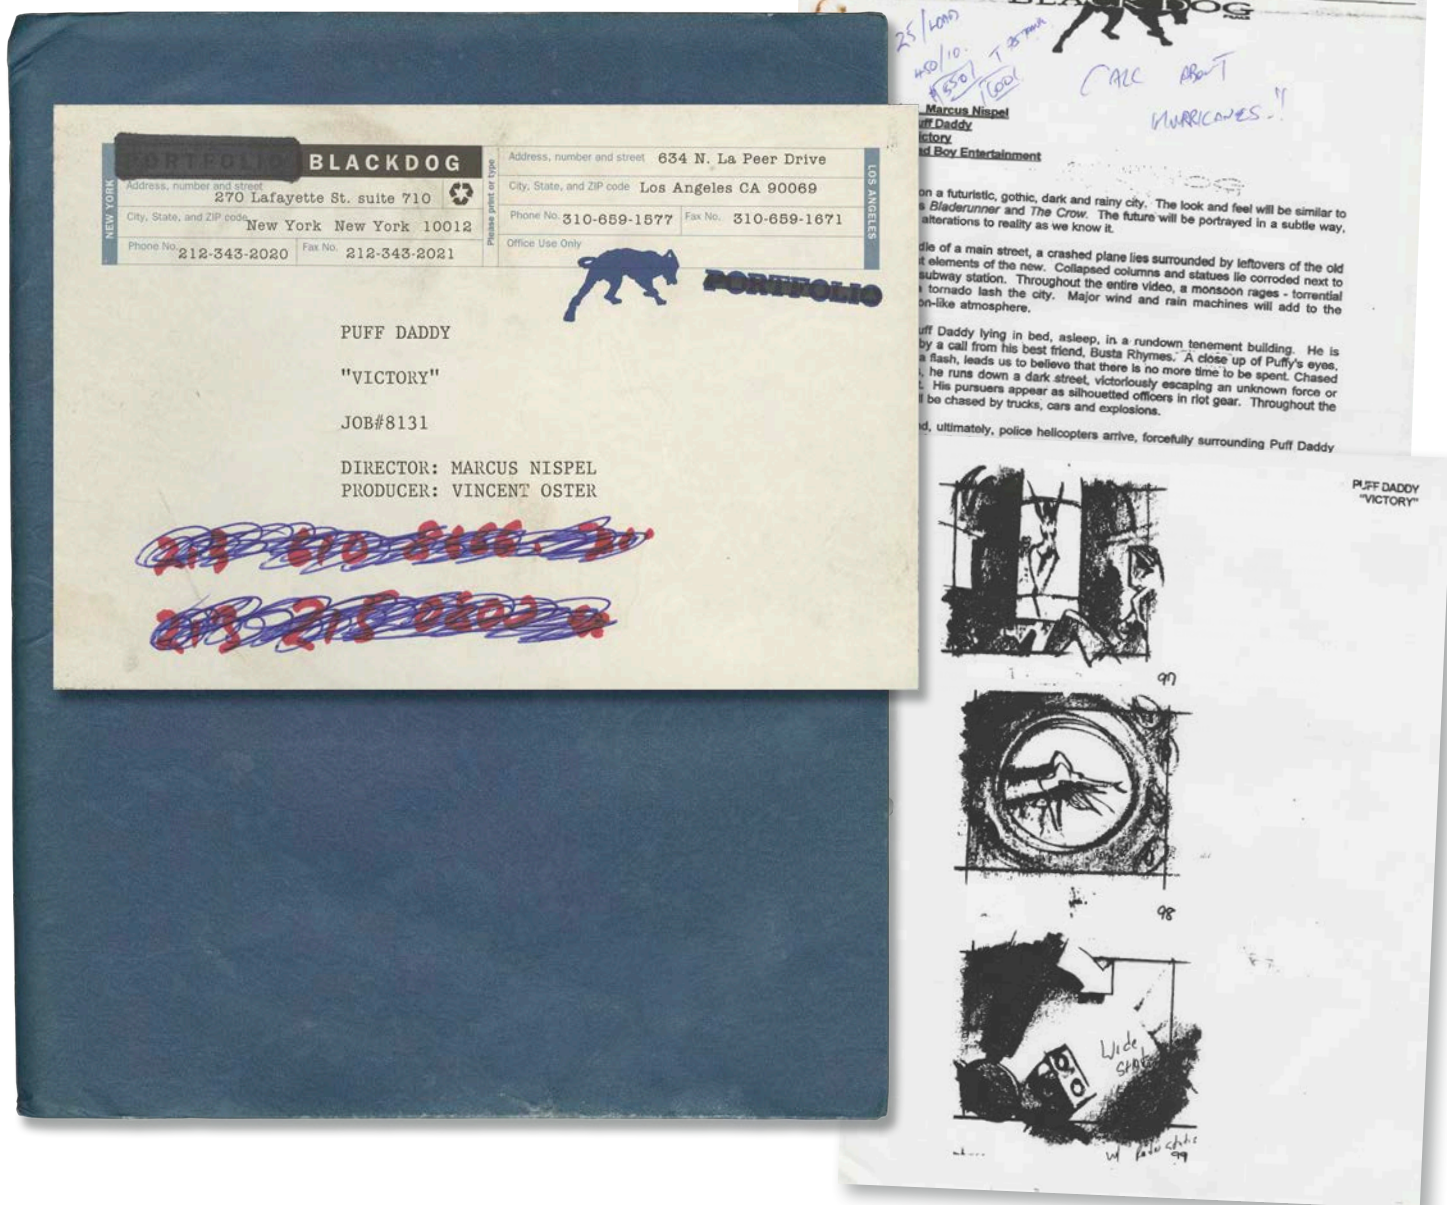 PORTFOLIO BLACKDOG
NEW YORK
Address, number and street
270 Lafayette St. suite 710
City, State, and ZIP code New York New York 10012
Phone No. 212-343-2020 Fax No. 212-343-2021
Please print or type
Address, number and street 634 N. La Peer Drive
City, State, and ZIP code Los Angeles CA 90069
Phone No. 310-659-1577 Fax No. 310-659-1671
Office Use Only
LOS ANGELES
PORTFOLIO
PUFF DADDY
"VICTORY"
JOB#8131
DIRECTOR: MARCUS NISPEL
PRODUCER: VINCENT OSTER
BLACK DOG
FILMS
25/LOAD
450/10.
$550/
1600/
CALL ABOUT
HURRICANES..!!
Marcus Nispel
uff Daddy
ictory
ad Boy Entertainment
on a futuristic, gothic, dark and rainy city. The look and feel will be similar to
s Bladerunner and The Crow. The future will be portrayed in a subtle way,
alterations to reality as we know it.
dle of a main street, a crashed plane lies surrounded by leftovers of the old
t elements of the new. Collapsed columns and statues lie corroded next to
subway station. Throughout the entire video, a monsoon rages - torrential
tornado lash the city. Major wind and rain machines will add to the
on-like atmosphere.
uff Daddy lying in bed, asleep, in a rundown tenement building. He is
by a call from his best friend, Busta Rhymes. A close up of Puffy's eyes,
a flash, leads us to believe that there is no more time to be spent. Chased
, he runs down a dark street, victoriously escaping an unknown force or
t. His pursuers appear as silhouetted officers in riot gear. Throughout the
ll be chased by trucks, cars and explosions.
nd, ultimately, police helicopters arrive, forcefully surrounding Puff Daddy
PUFF DADDY
"VICTORY"
97
98
Wide
w/
99